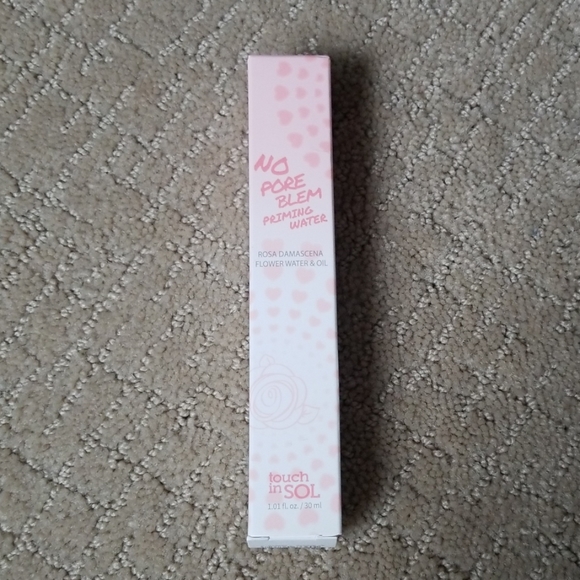 NO
PORE
BLEM
PRIMING
WATER
ROSA DAMASCENA
FLOWER WATER & OIL
touch
in SOL
1.01 fl. oz. / 30 ml